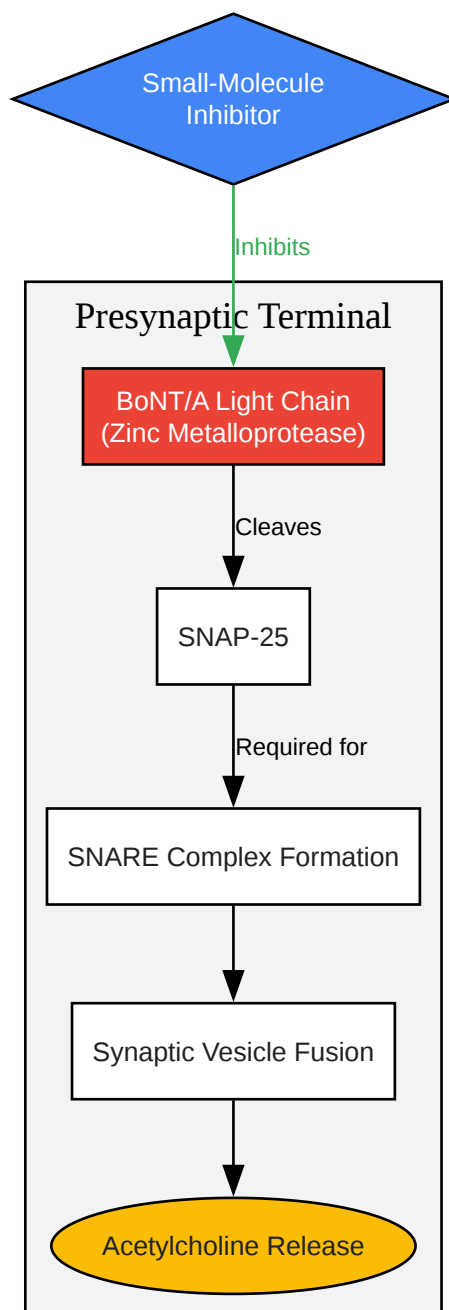 Small-Molecule
Inhibitor
Inhibits
Presynaptic Terminal
BoNT/A Light Chain
(Zinc Metalloprotease)
Cleaves
SNAP-25
Required for
SNARE Complex Formation
Synaptic Vesicle Fusion
Acetylcholine Release